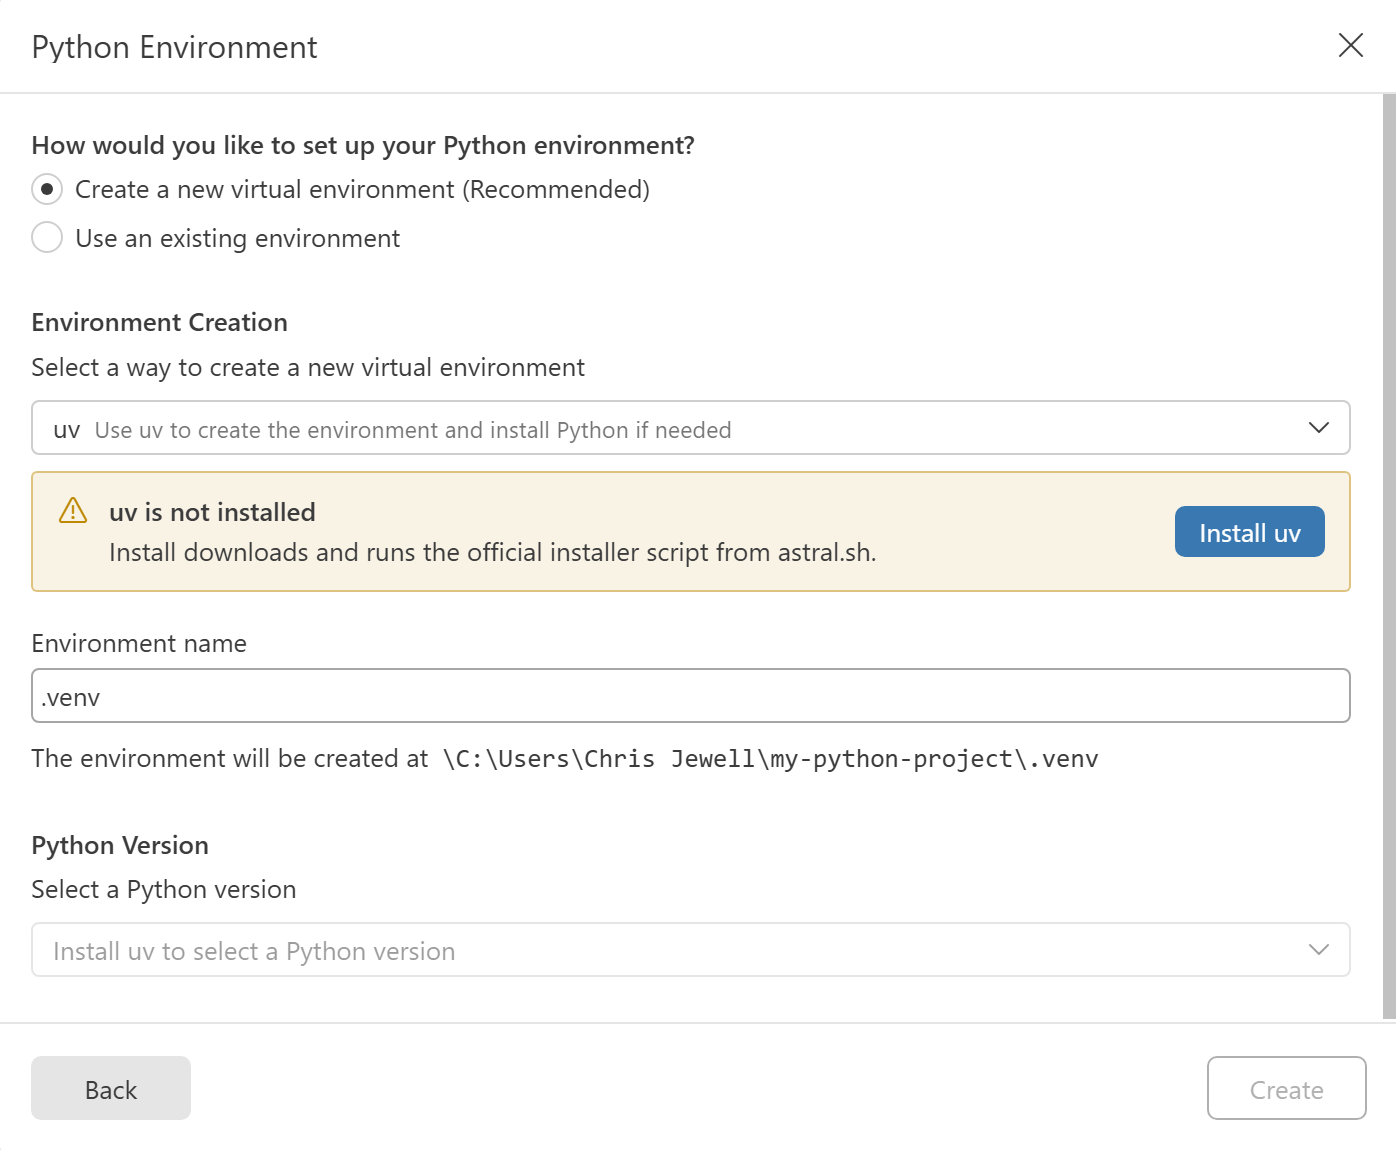 Python Environment
How would you like to set up your Python environment?
Create a new virtual environment (Recommended)
Use an existing environment
Environment Creation
Select a way to create a new virtual environment
uv Use uv to create the environment and install Python if needed
uv is not installed
Install downloads and runs the official installer script from astral.sh.
Install uv
Environment name
.venv
The environment will be created at \C:\Users\Chris Jewell\my-python-project\.venv
Python Version
Select a Python version
Install uv to select a Python version
Back
Create